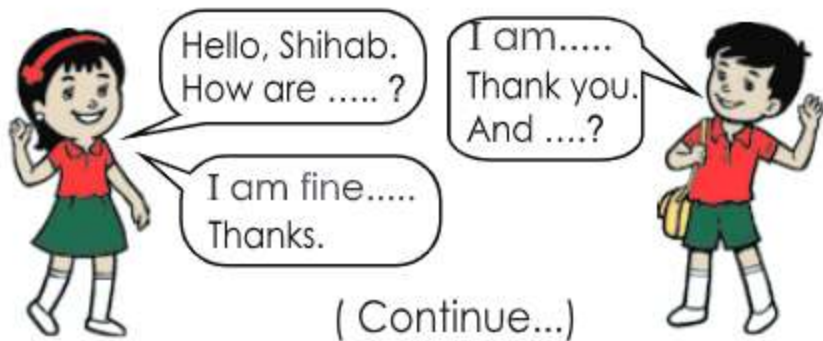 Hello, Shihab.
How are ..... ?
I am.....
Thank you.
And ....?
I am fine.....
Thanks.
( Continue...)